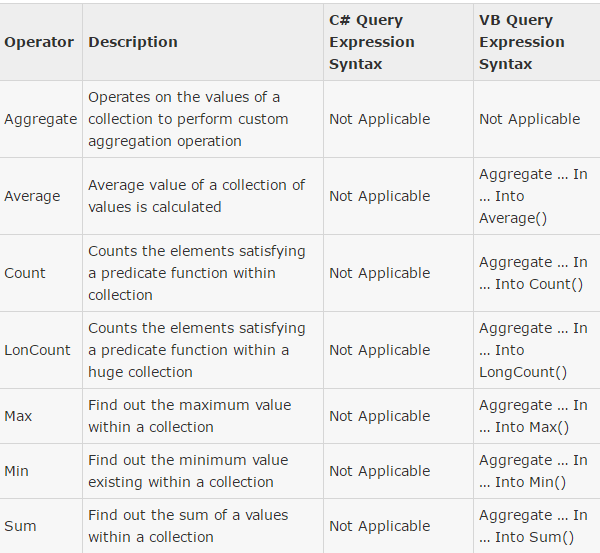 Operator Description C# Query Expression Syntax VB Query Expression Syntax
Aggregate Operates on the values of a collection to perform custom aggregation operation Not Applicable Not Applicable
Average Average value of a collection of values is calculated Not Applicable Aggregate ... In ... Into Average()
Count Counts the elements satisfying a predicate function within collection Not Applicable Aggregate ... In ... Into Count()
LonCount Counts the elements satisfying a predicate function within a huge collection Not Applicable Aggregate ... In ... Into LongCount()
Max Find out the maximum value within a collection Not Applicable Aggregate ... In ... Into Max()
Min Find out the minimum value existing within a collection Not Applicable Aggregate ... In ... Into Min()
Sum Find out the sum of a values within a collection Not Applicable Aggregate ... In ... Into Sum()